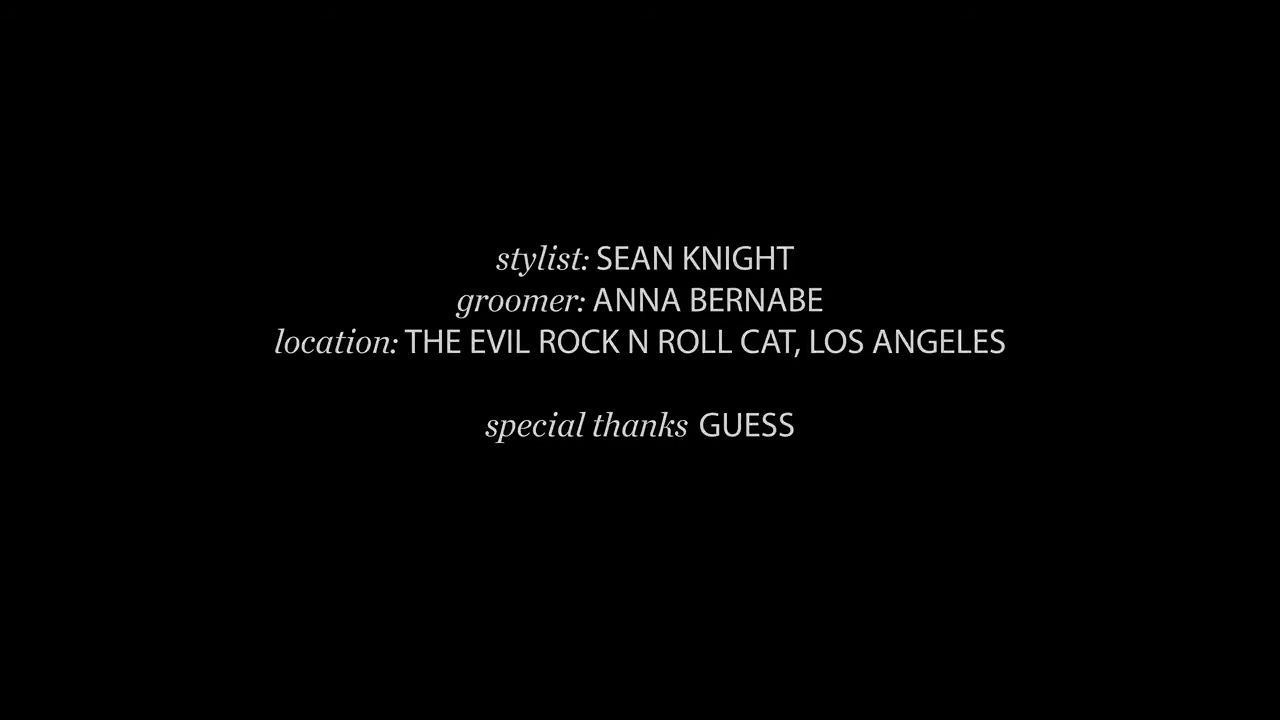 stylist: SEAN KNIGHT
groomer: ANNA BERNABE
location: THE EVIL ROCK N ROLL CAT, LOS ANGELES
special thanks GUESS